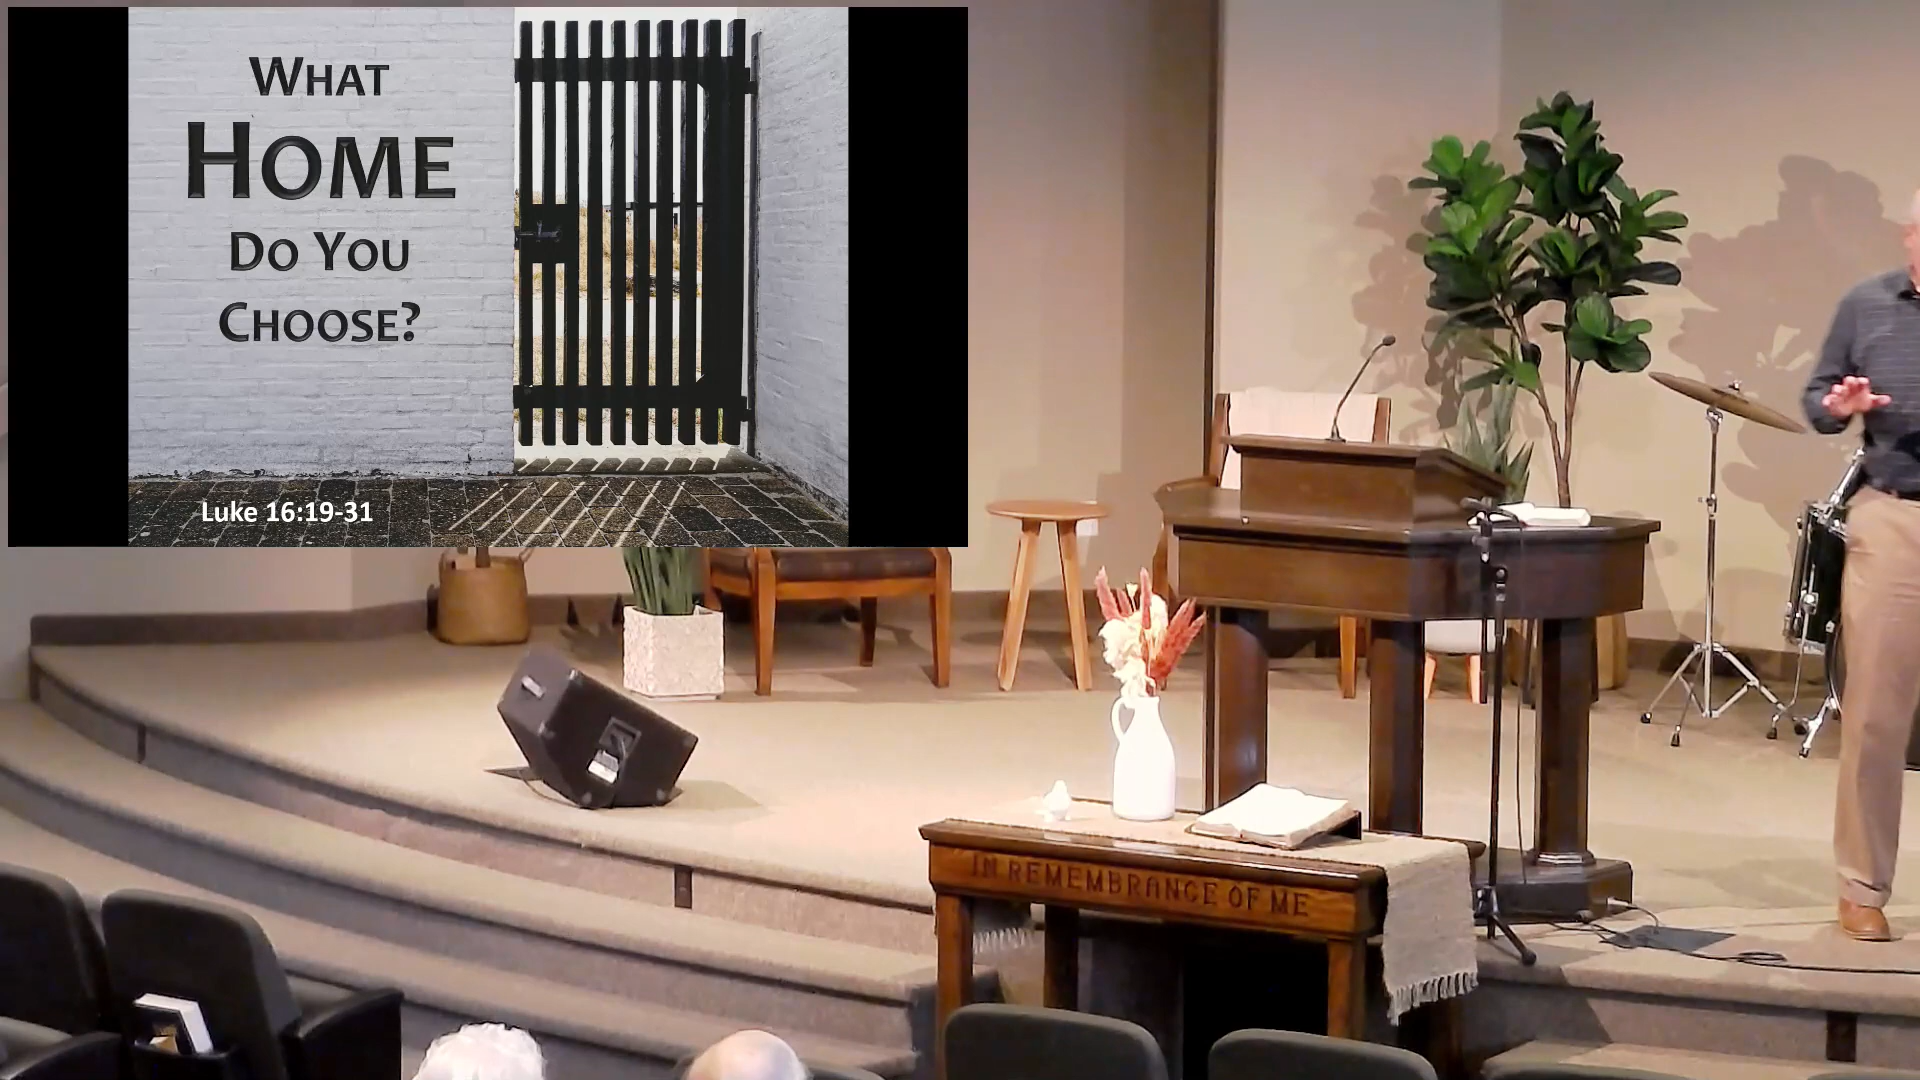 What
Home
Do You
Choose?
Luke 16:19-31
IN REMEMBRANCE OF ME